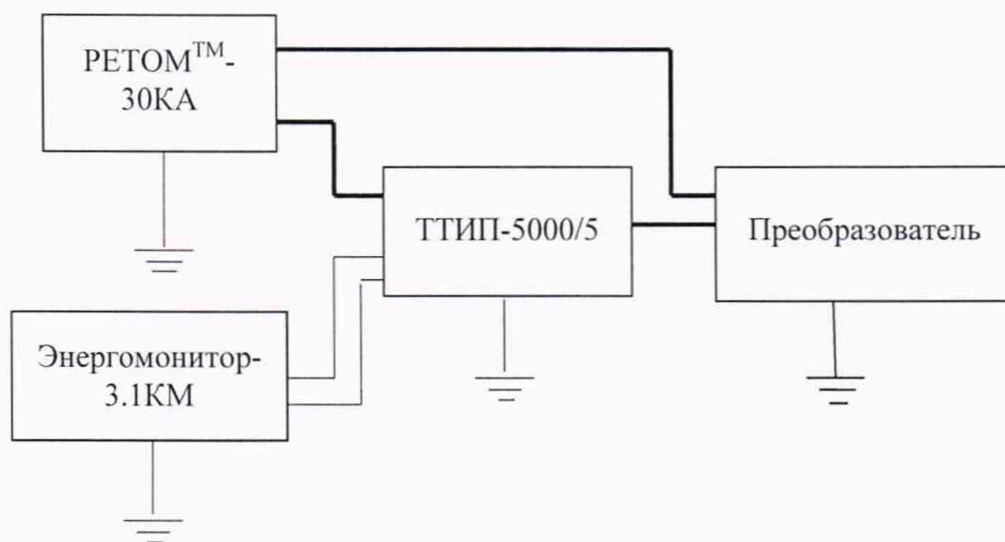 РЕТОМ™-
30КА
ТТИП-5000/5
Преобразователь
Энергомонитор-
3.1КМ